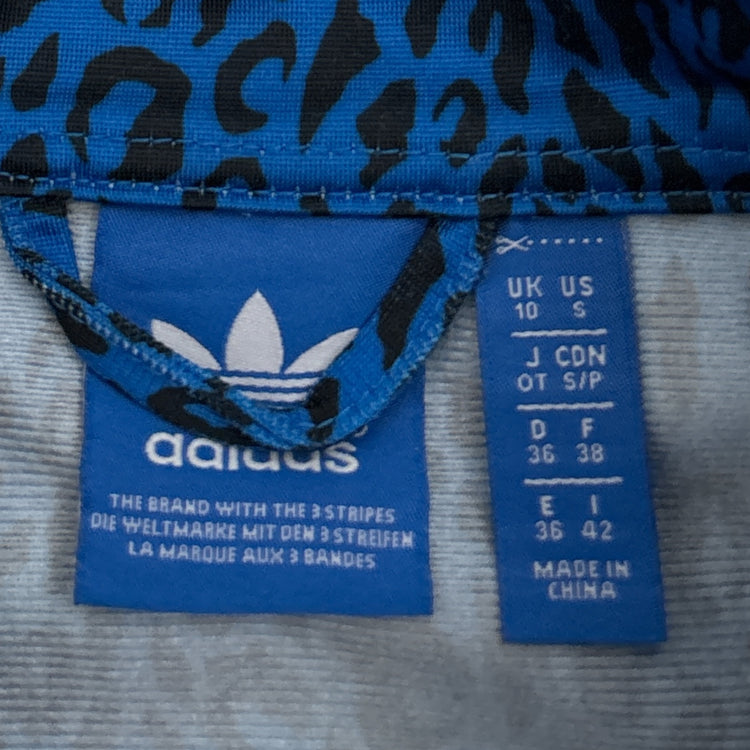 adidas
THE BRAND WITH THE 3 STRIPES
DIE WELTMARKE MIT DEN 3 STREIFEN
LA MARQUE AUX 3 BANDES
UK US
10 S
J CDN
OT S/P
D F
36 38
E I
36 42
MADE IN
CHINA